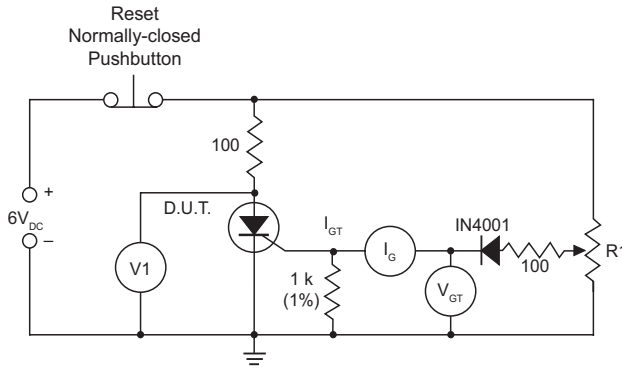 Reset
Normally-closed
Pushbutton
100
+
6V_DC
–
D.U.T.
I_GT
IN4001
V1
I_G
1 k
(1%)
V_GT
100
R1